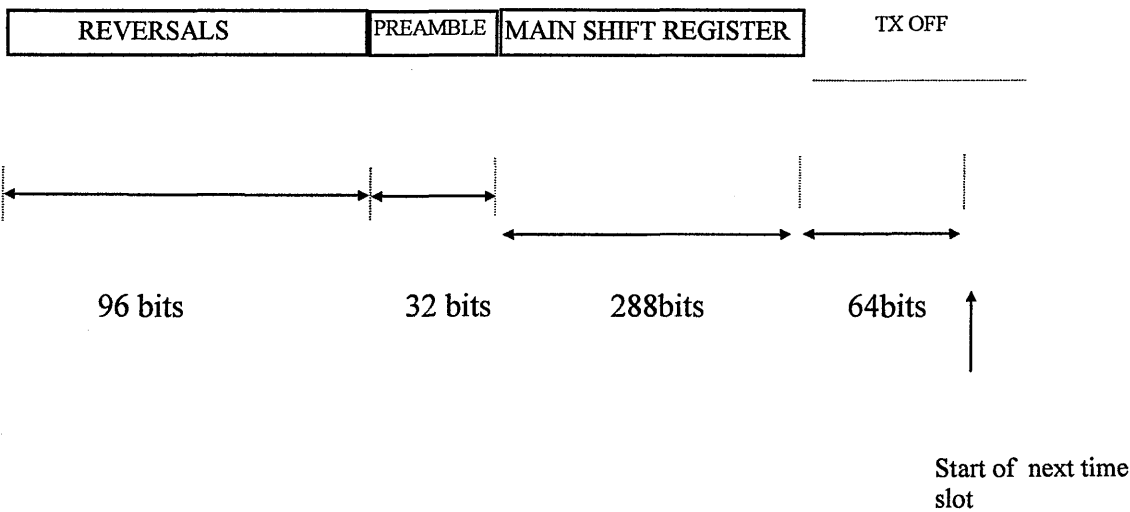 REVERSALS
PREAMBLE
MAIN SHIFT REGISTER
TX OFF
96 bits
32 bits
288bits
64bits
Start of next time
slot